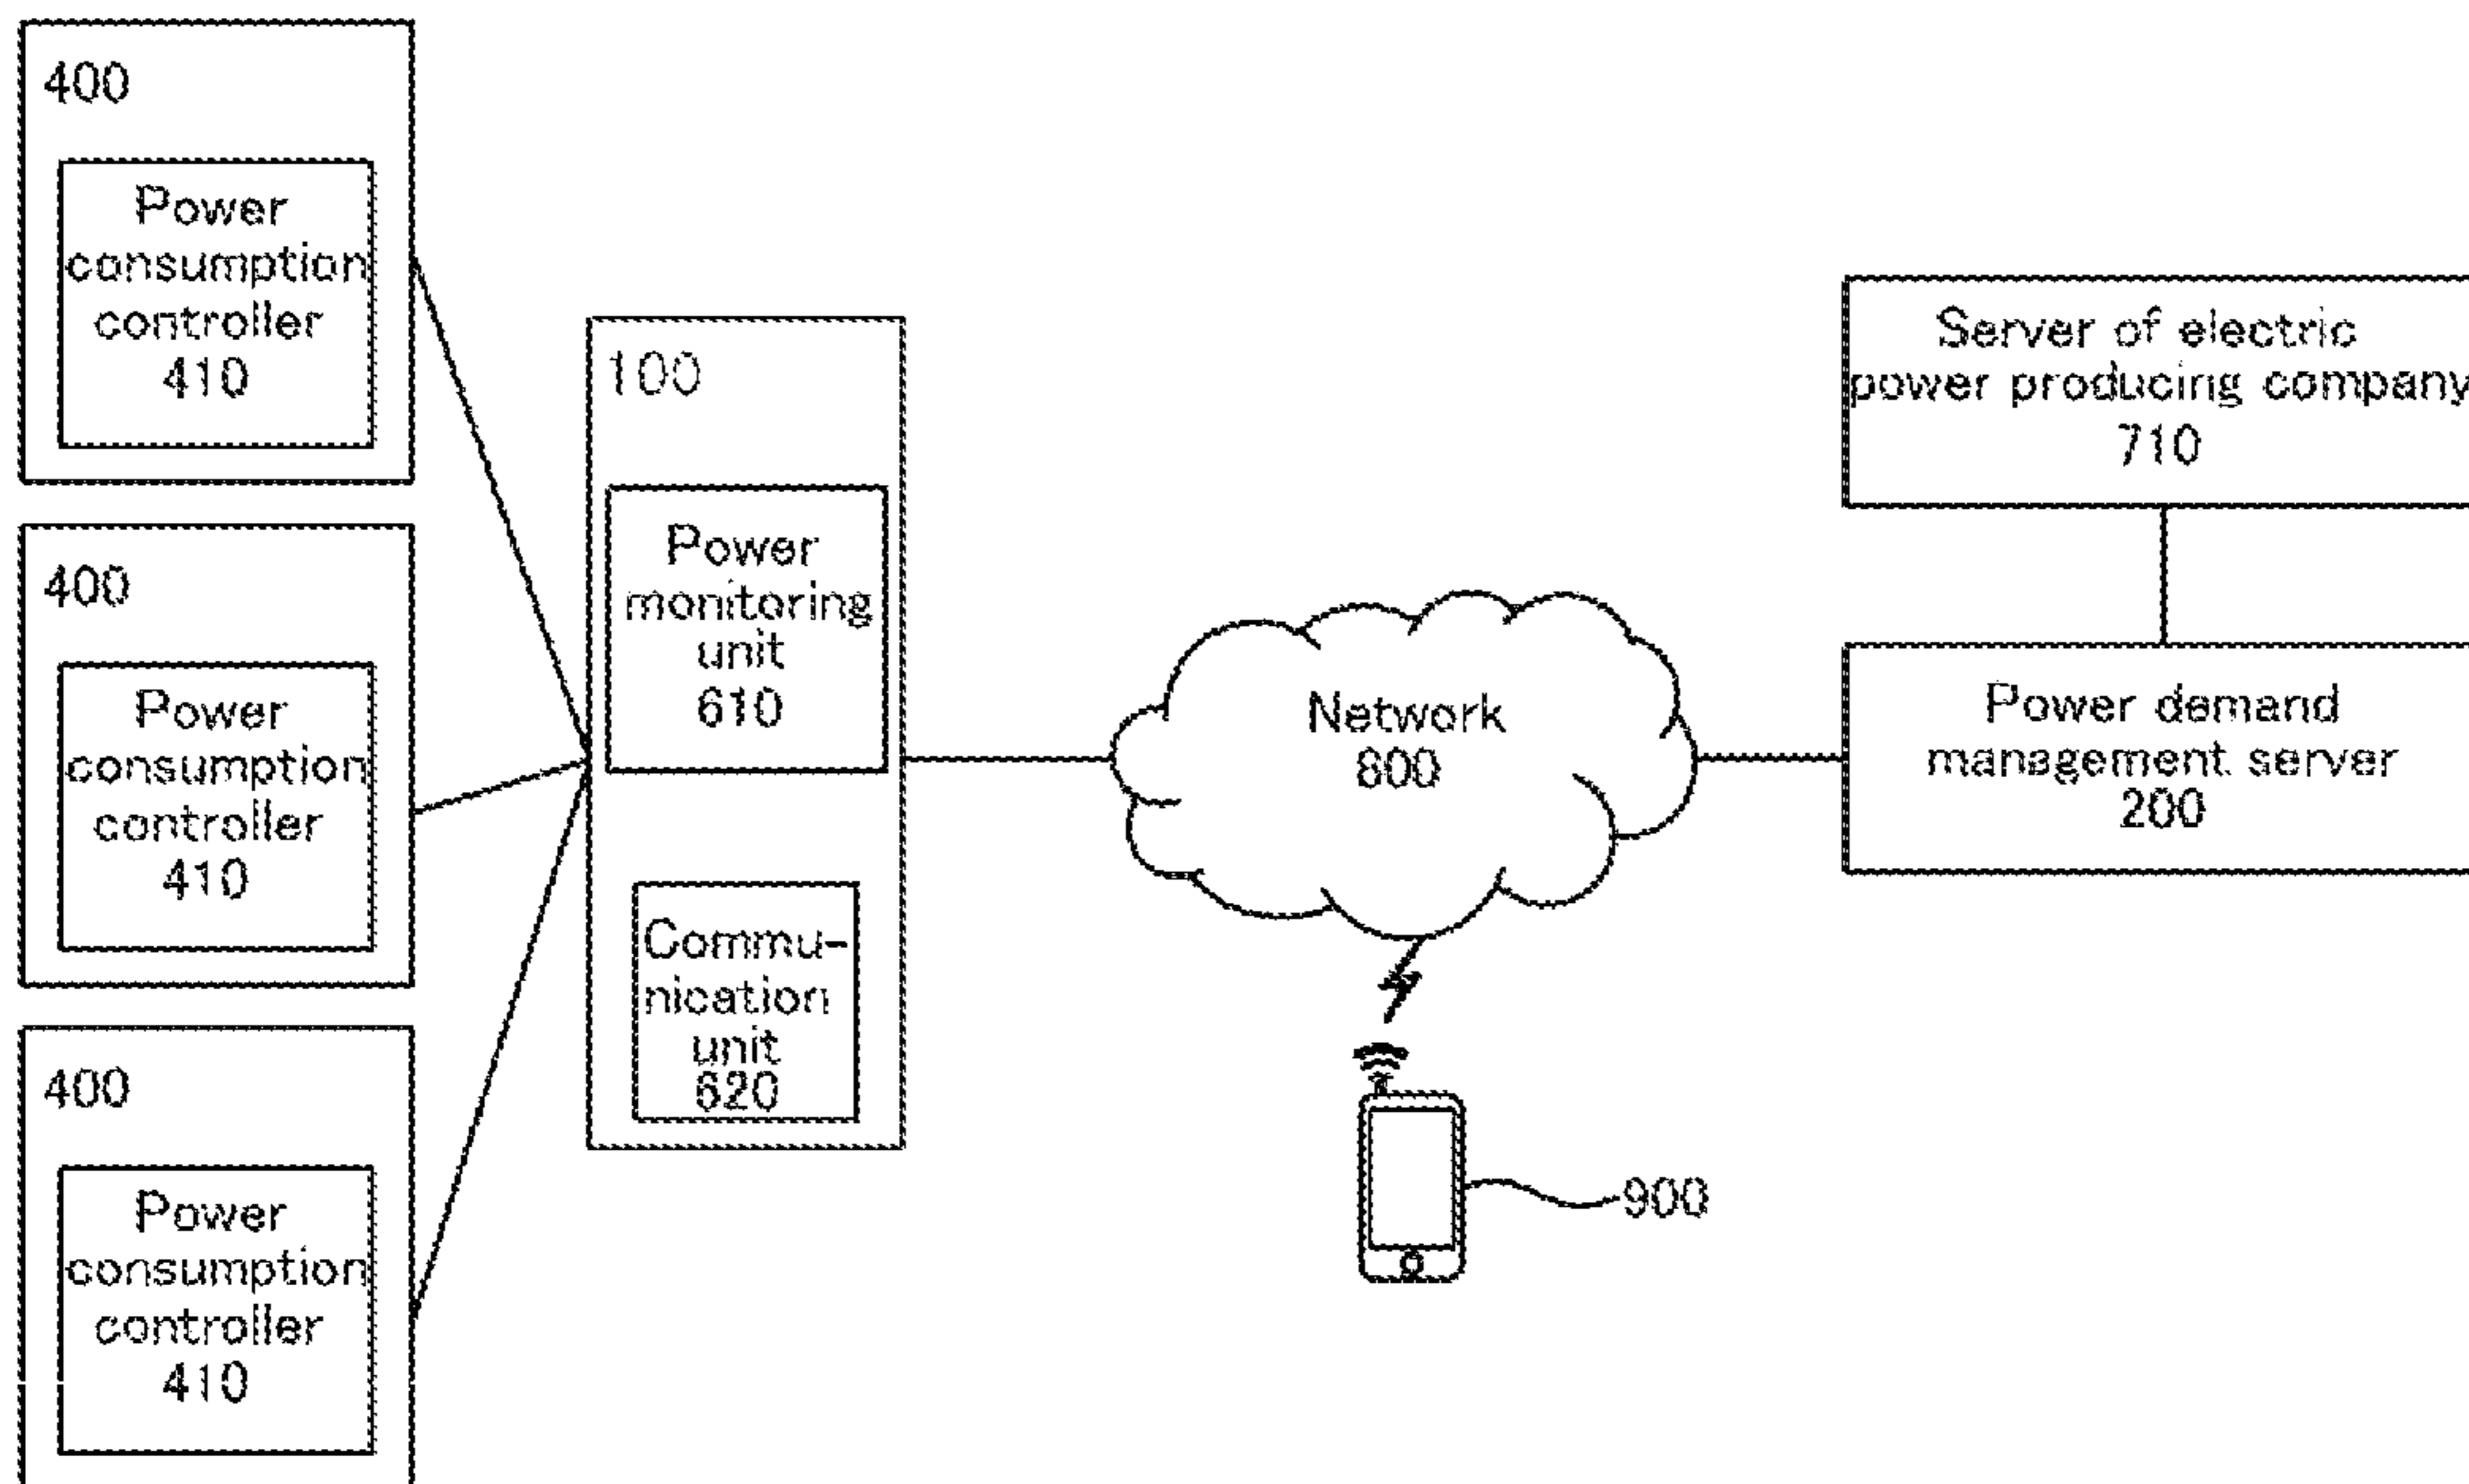 400
Power
consumption
controller
410
400
Power
consumption
controller
410
400
Power
consumption
controller
410
100
Power
monitoring
unit
610
Commu-
nication
unit
620
Network
800
Server of electric
power producing company
710
Power demand
management server
200
900